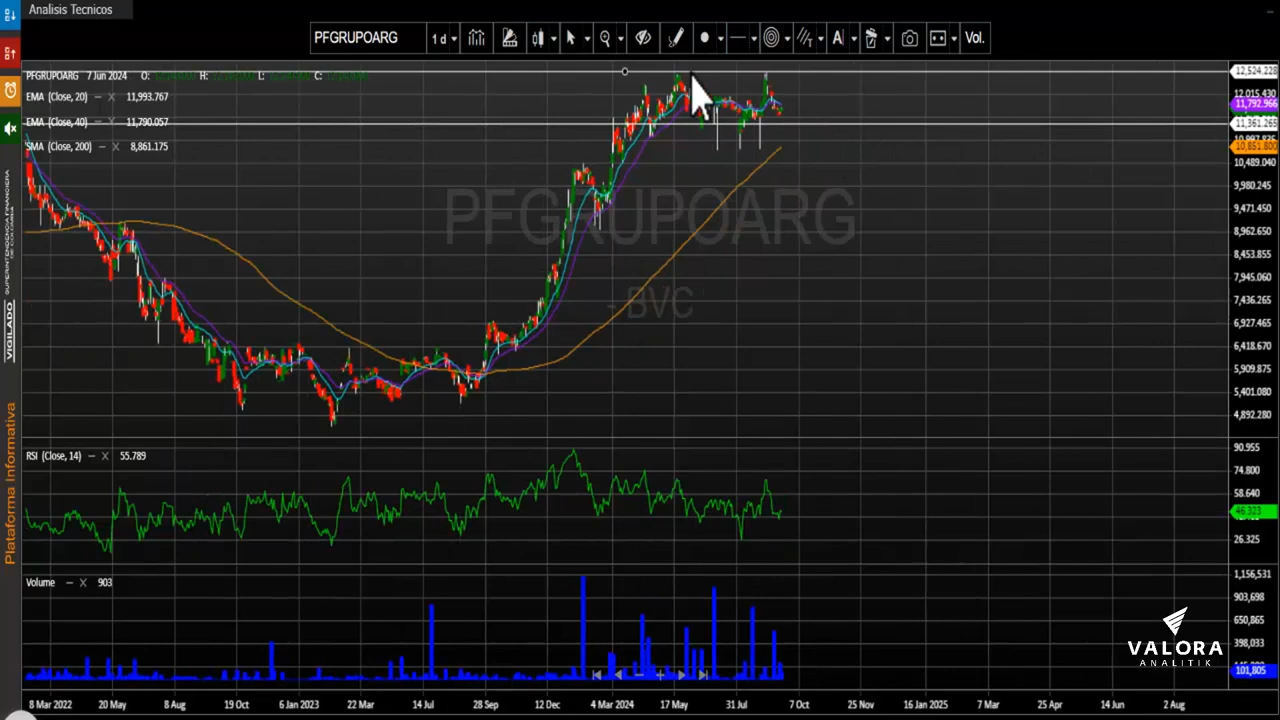 Analisis Tecnicos
PFGRUPOARG 1 d A Vol.
PFGRUPOARG 7 Jun 2024 O: H: L: C:
EMA (Close, 20) – X 11,993.767
EMA (Close, 40) – X 11,790.057
SMA (Close, 200) – X 8,861.175
PFGRUPOARG
- BVC
12,524.228
12,015.430
11,792.966
11,361.265
10,851.800
10,489.040
9,980.245
9,471.450
8,962.650
8,453.855
7,945.060
7,436.265
6,927.465
6,418.670
5,909.875
5,401.080
4,892.280
RSI (Close, 14) – X 55.789
90.955
74.800
58.640
46.323
26.325
Volume – X 903
1,156,531
903,698
650,865
398,033
101,805
8 Mar 2022 20 May 8 Aug 19 Oct 6 Jan 2023 22 Mar 14 Jul 28 Sep 12 Dec 4 Mar 2024 17 May 31 Jul 7 Oct 25 Nov 16 Jan 2025 7 Mar 25 Apr 14 Jun 2 Aug
VIGILADO
SUPERINTENDENCIA FINANCIERA
DE COLOMBIA
Plataforma Informativa
VALORA
ANALITIK